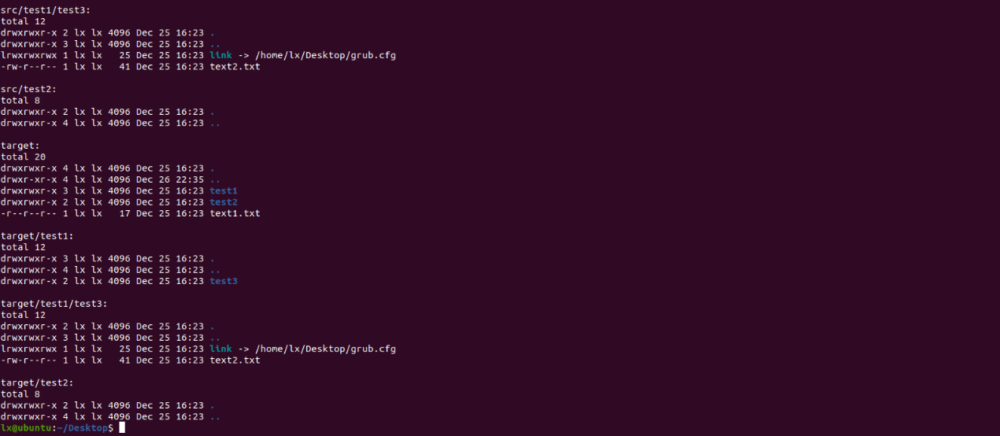 src/test1/test3:
total 12
drwxrwxr-x 2 lx lx 4096 Dec 25 16:23 .
drwxrwxr-x 3 lx lx 4096 Dec 25 16:23 ..
lrwxrwxrwx 1 lx lx   25 Dec 25 16:23 link -> /home/lx/Desktop/grub.cfg
-rw-r--r-- 1 lx lx   41 Dec 25 16:23 text2.txt

src/test2:
total 8
drwxrwxr-x 2 lx lx 4096 Dec 25 16:23 .
drwxrwxr-x 4 lx lx 4096 Dec 25 16:23 ..

target:
total 20
drwxrwxr-x 4 lx lx 4096 Dec 25 16:23 .
drwxr-xr-x 4 lx lx 4096 Dec 26 22:35 ..
drwxrwxr-x 3 lx lx 4096 Dec 25 16:23 test1
drwxrwxr-x 2 lx lx 4096 Dec 25 16:23 test2
-r--r--r-- 1 lx lx   17 Dec 25 16:23 text1.txt

target/test1:
total 12
drwxrwxr-x 3 lx lx 4096 Dec 25 16:23 .
drwxrwxr-x 4 lx lx 4096 Dec 25 16:23 ..
drwxrwxr-x 2 lx lx 4096 Dec 25 16:23 test3

target/test1/test3:
total 12
drwxrwxr-x 2 lx lx 4096 Dec 25 16:23 .
drwxrwxr-x 3 lx lx 4096 Dec 25 16:23 ..
lrwxrwxrwx 1 lx lx   25 Dec 25 16:23 link -> /home/lx/Desktop/grub.cfg
-rw-r--r-- 1 lx lx   41 Dec 25 16:23 text2.txt

target/test2:
total 8
drwxrwxr-x 2 lx lx 4096 Dec 25 16:23 .
drwxrwxr-x 4 lx lx 4096 Dec 25 16:23 ..
lx@ubuntu:~/Desktop$